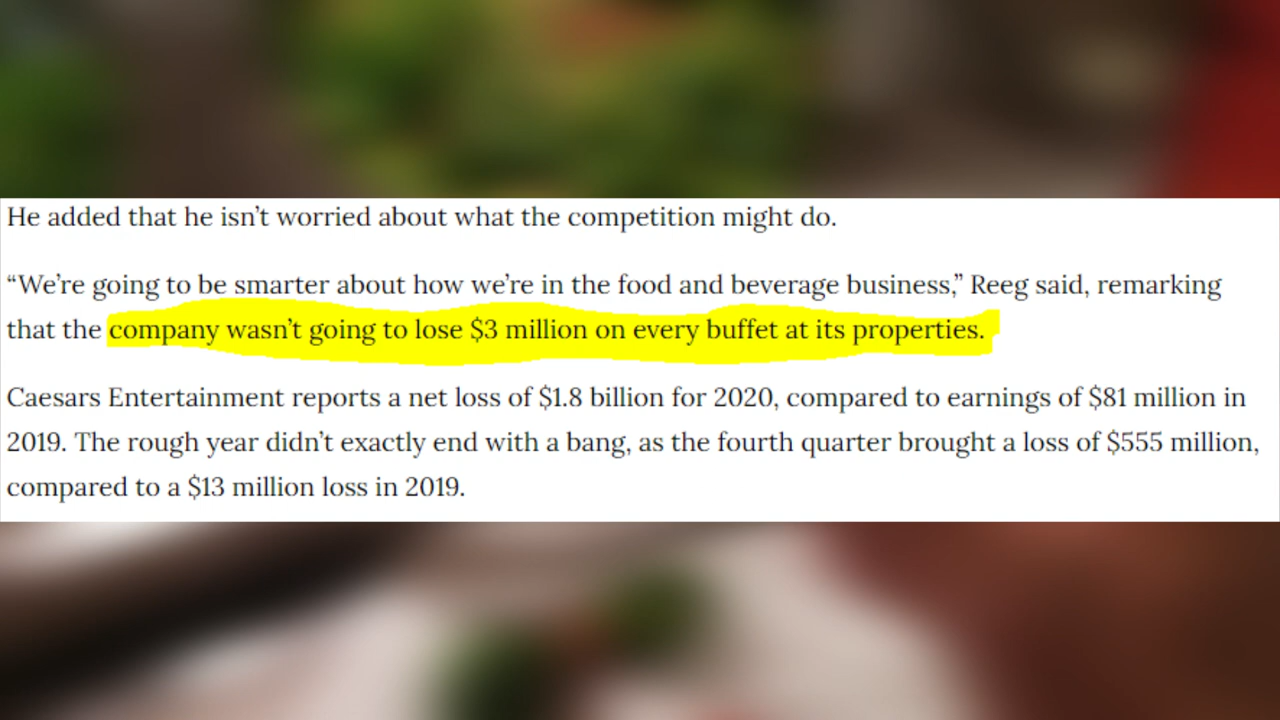 He added that he isn’t worried about what the competition might do.
“We’re going to be smarter about how we’re in the food and beverage business,” Reeg said, remarking
that the company wasn’t going to lose $3 million on every buffet at its properties.
Caesars Entertainment reports a net loss of $1.8 billion for 2020, compared to earnings of $81 million in
2019. The rough year didn’t exactly end with a bang, as the fourth quarter brought a loss of $555 million,
compared to a $13 million loss in 2019.